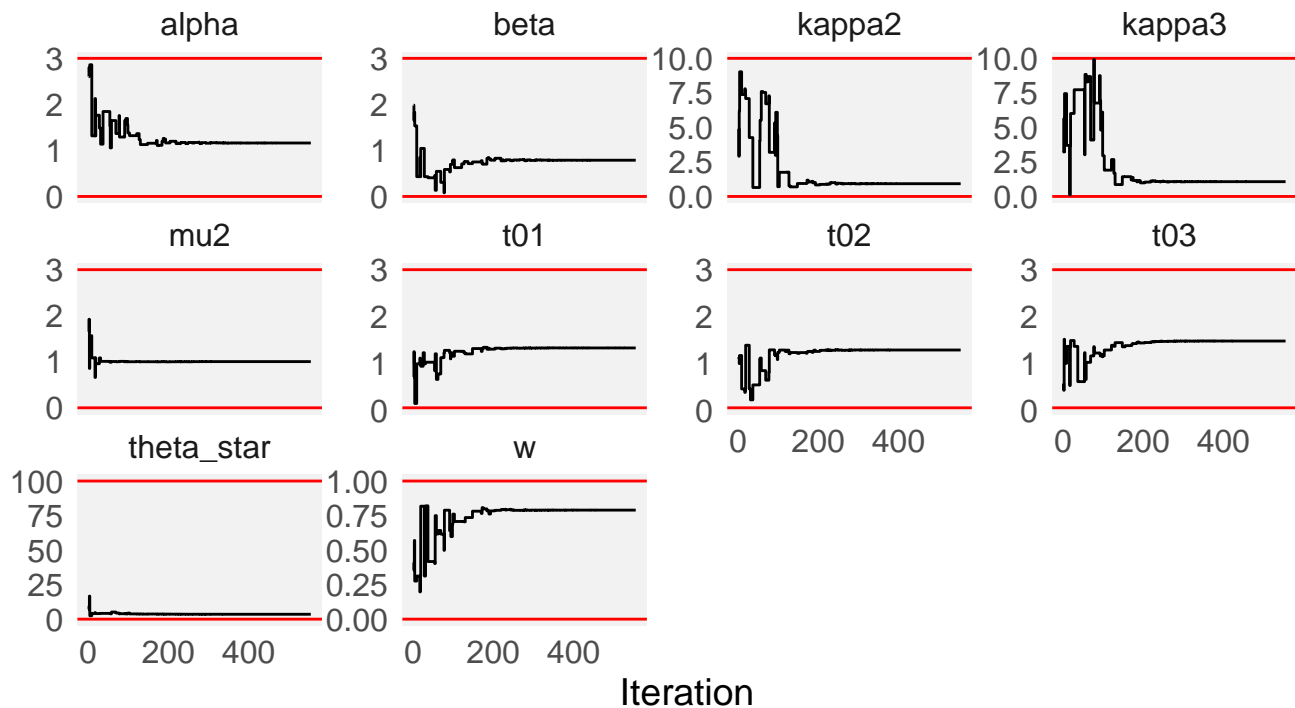 alpha beta kappa2 kappa3
3 3 10.0 10.0
2 2 7.5 7.5
5.0 5.0
1 1 2.5 2.5
0 0 0.0 0.0
mu2 t01 t02 t03
3 3 3 3
2 2 2 2
1 1 1 1
0 0 0 0
0 200 400 0 200 400
theta_star w
100 1.00
75 0.75
50 0.50
25 0.25
0 0.00
0 200 400 0 200 400
Iteration